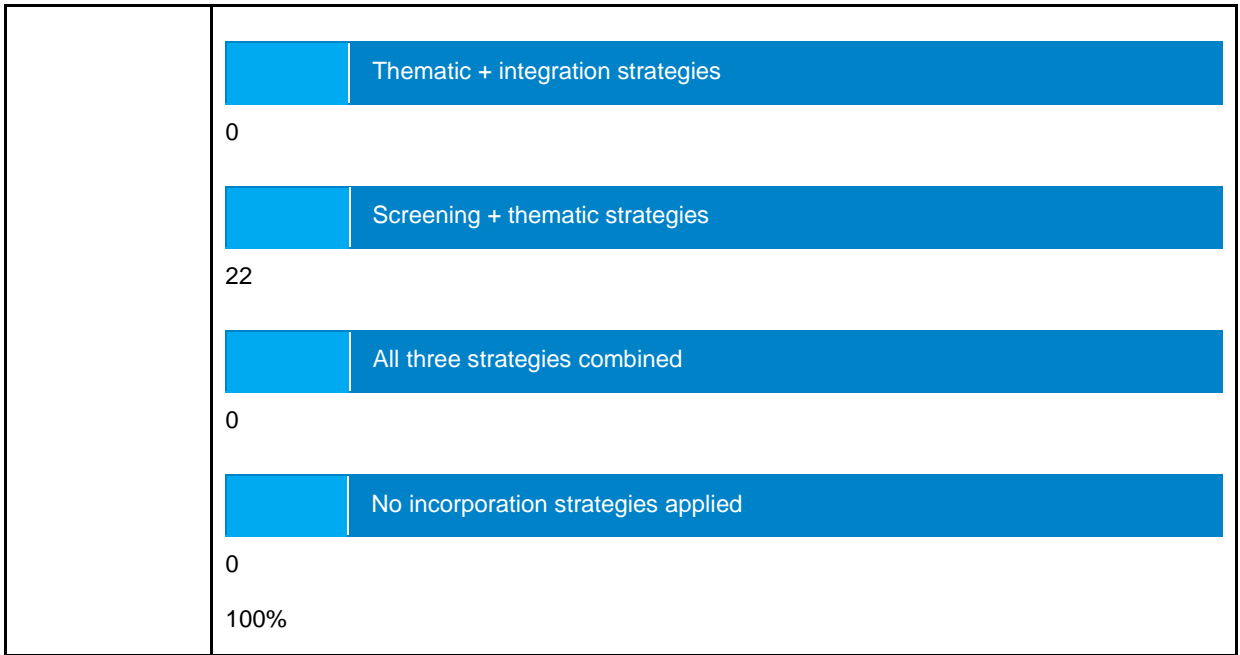 Thematic + integration strategies
0
Screening + thematic strategies
22
All three strategies combined
0
No incorporation strategies applied
0
100%